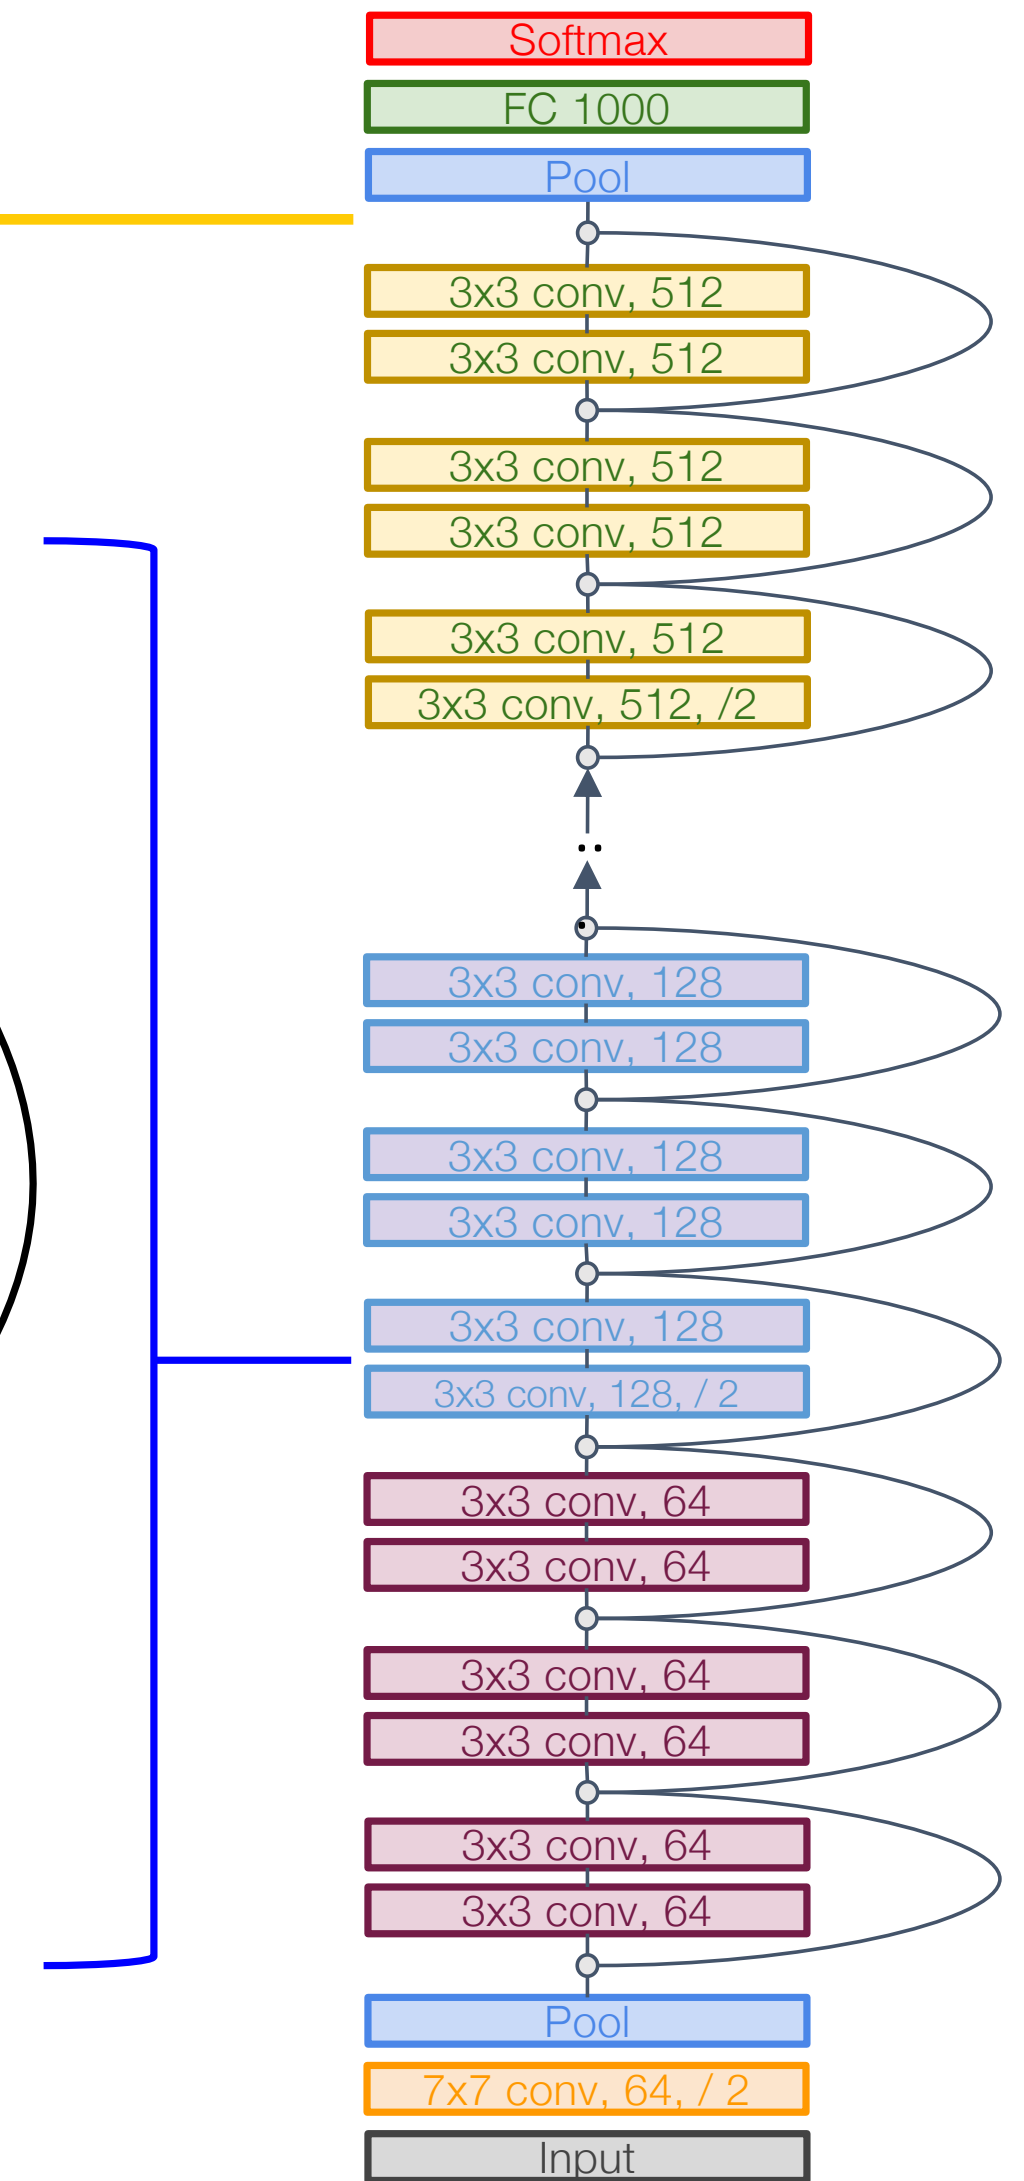 Softmax
FC 1000
Pool
3x3 conv, 512
3x3 conv, 512
3x3 conv, 512
3x3 conv, 512
3x3 conv, 512
3x3 conv, 512, /2
..
.
3x3 conv, 128
3x3 conv, 128
3x3 conv, 128
3x3 conv, 128
3x3 conv, 128
3x3 conv, 128, / 2
3x3 conv, 64
3x3 conv, 64
3x3 conv, 64
3x3 conv, 64
3x3 conv, 64
3x3 conv, 64
Pool
7x7 conv, 64, / 2
Input